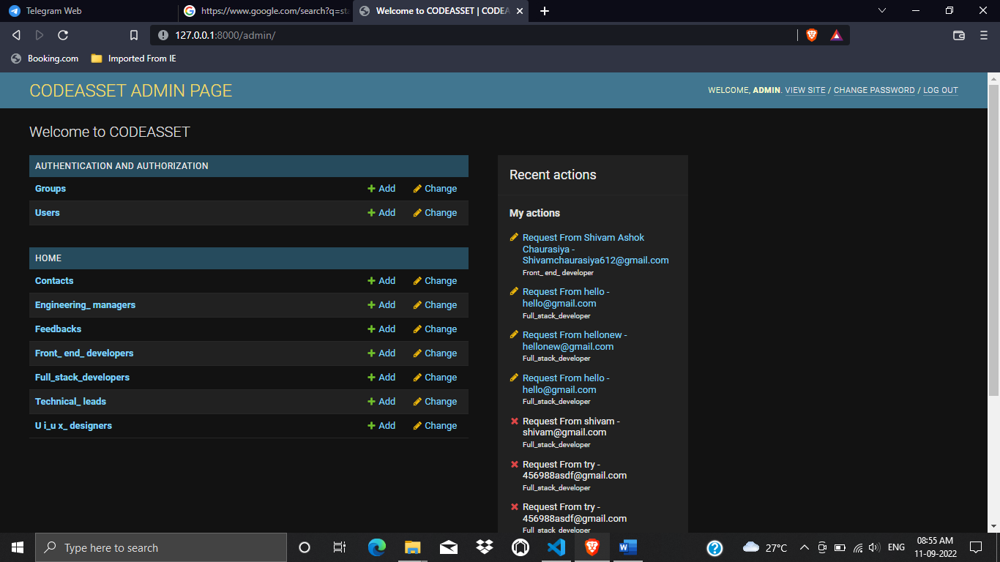 Telegram Web
https://www.google.com/search?q=sta
Welcome to CODEASSET | CODEA
127.0.0.1:8000/admin/
Booking.com
Imported From IE
CODEASSET ADMIN PAGE
WELCOME, ADMIN. VIEW SITE / CHANGE PASSWORD / LOG OUT
Welcome to CODEASSET
AUTHENTICATION AND AUTHORIZATION
Groups Add Change
Users Add Change
HOME
Contacts Add Change
Engineering_ managers Add Change
Feedbacks Add Change
Front_ end_ developers Add Change
Full_stack_developers Add Change
Technical_ leads Add Change
U i_u x_ designers Add Change
Recent actions
My actions
Request From Shivam Ashok
Chaurasiya -
Shivamchaurasiya612@gmail.com
Front_ end_ developer
Request From hello -
hello@gmail.com
Full_stack_developer
Request From hellonew -
hellonew@gmail.com
Full_stack_developer
Request From hello -
hello@gmail.com
Full_stack_developer
Request From shivam -
shivam@gmail.com
Full_stack_developer
Request From try -
456988asdf@gmail.com
Full_stack_developer
Request From try -
456988asdf@gmail.com
Full_stack_developer
Type here to search
27°C
ENG
08:55 AM
11-09-2022